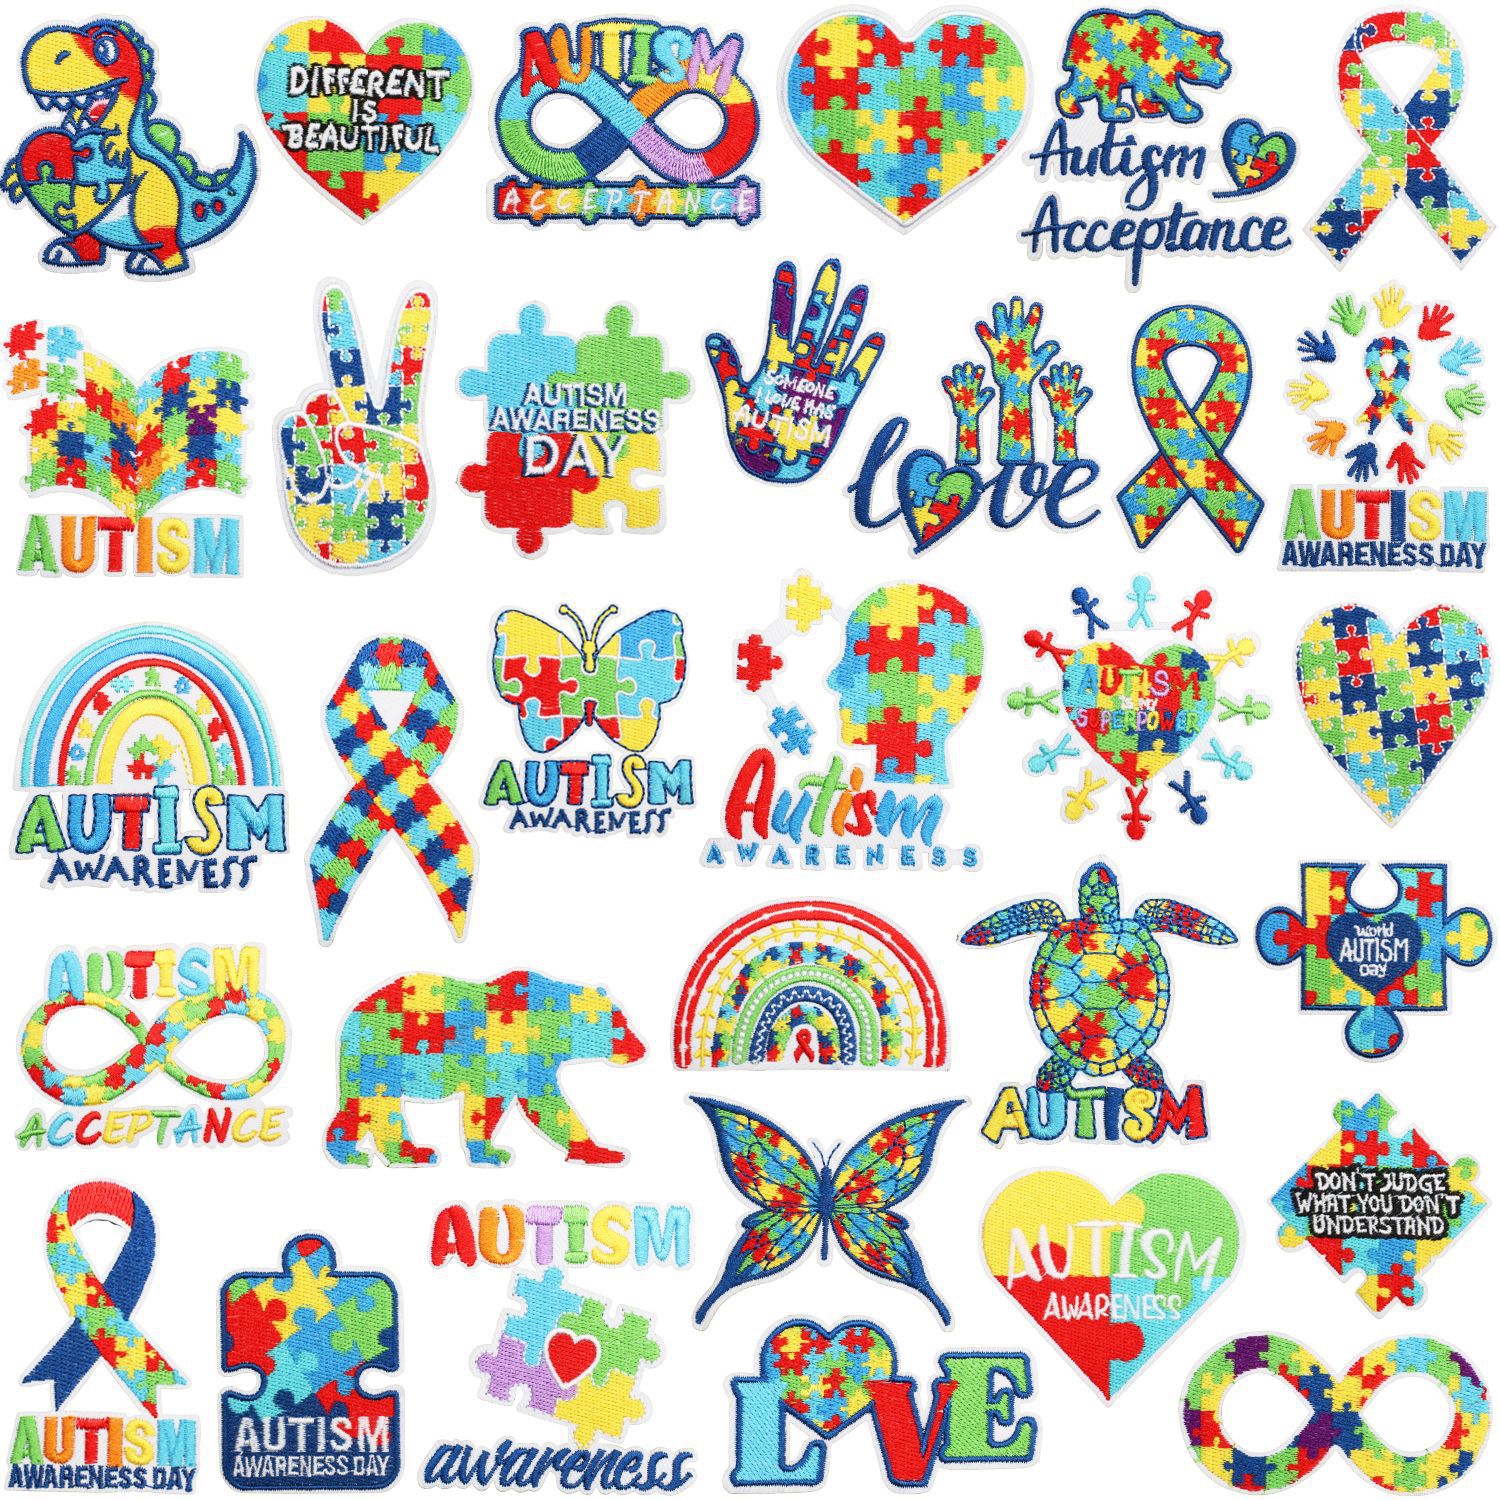 DIFFERENT
IS
BEAUTIFUL
AUTISM
ACCEPTANCE
Autism
Acceptance
AUTISM
AUTISM
AWARENESS
DAY
SOMEONE
I LOVE HAS
AUTISM
love
AUTISM
AWARENESS DAY
AUTISM
AWARENESS
AUTISM
AWARENESS
Autism
AWARENESS
AUTISM
IS MY
SUPERPOWER
AUTISM
ACCEPTANCE
AUTISM
World
AUTISM
Day
AUTISM
AWARENESS DAY
AUTISM
AWARENESS DAY
AUTISM
awareness
LOVE
AUTISM
AWARENESS
DON'T JUDGE
WHAT YOU DON'T
UNDERSTAND